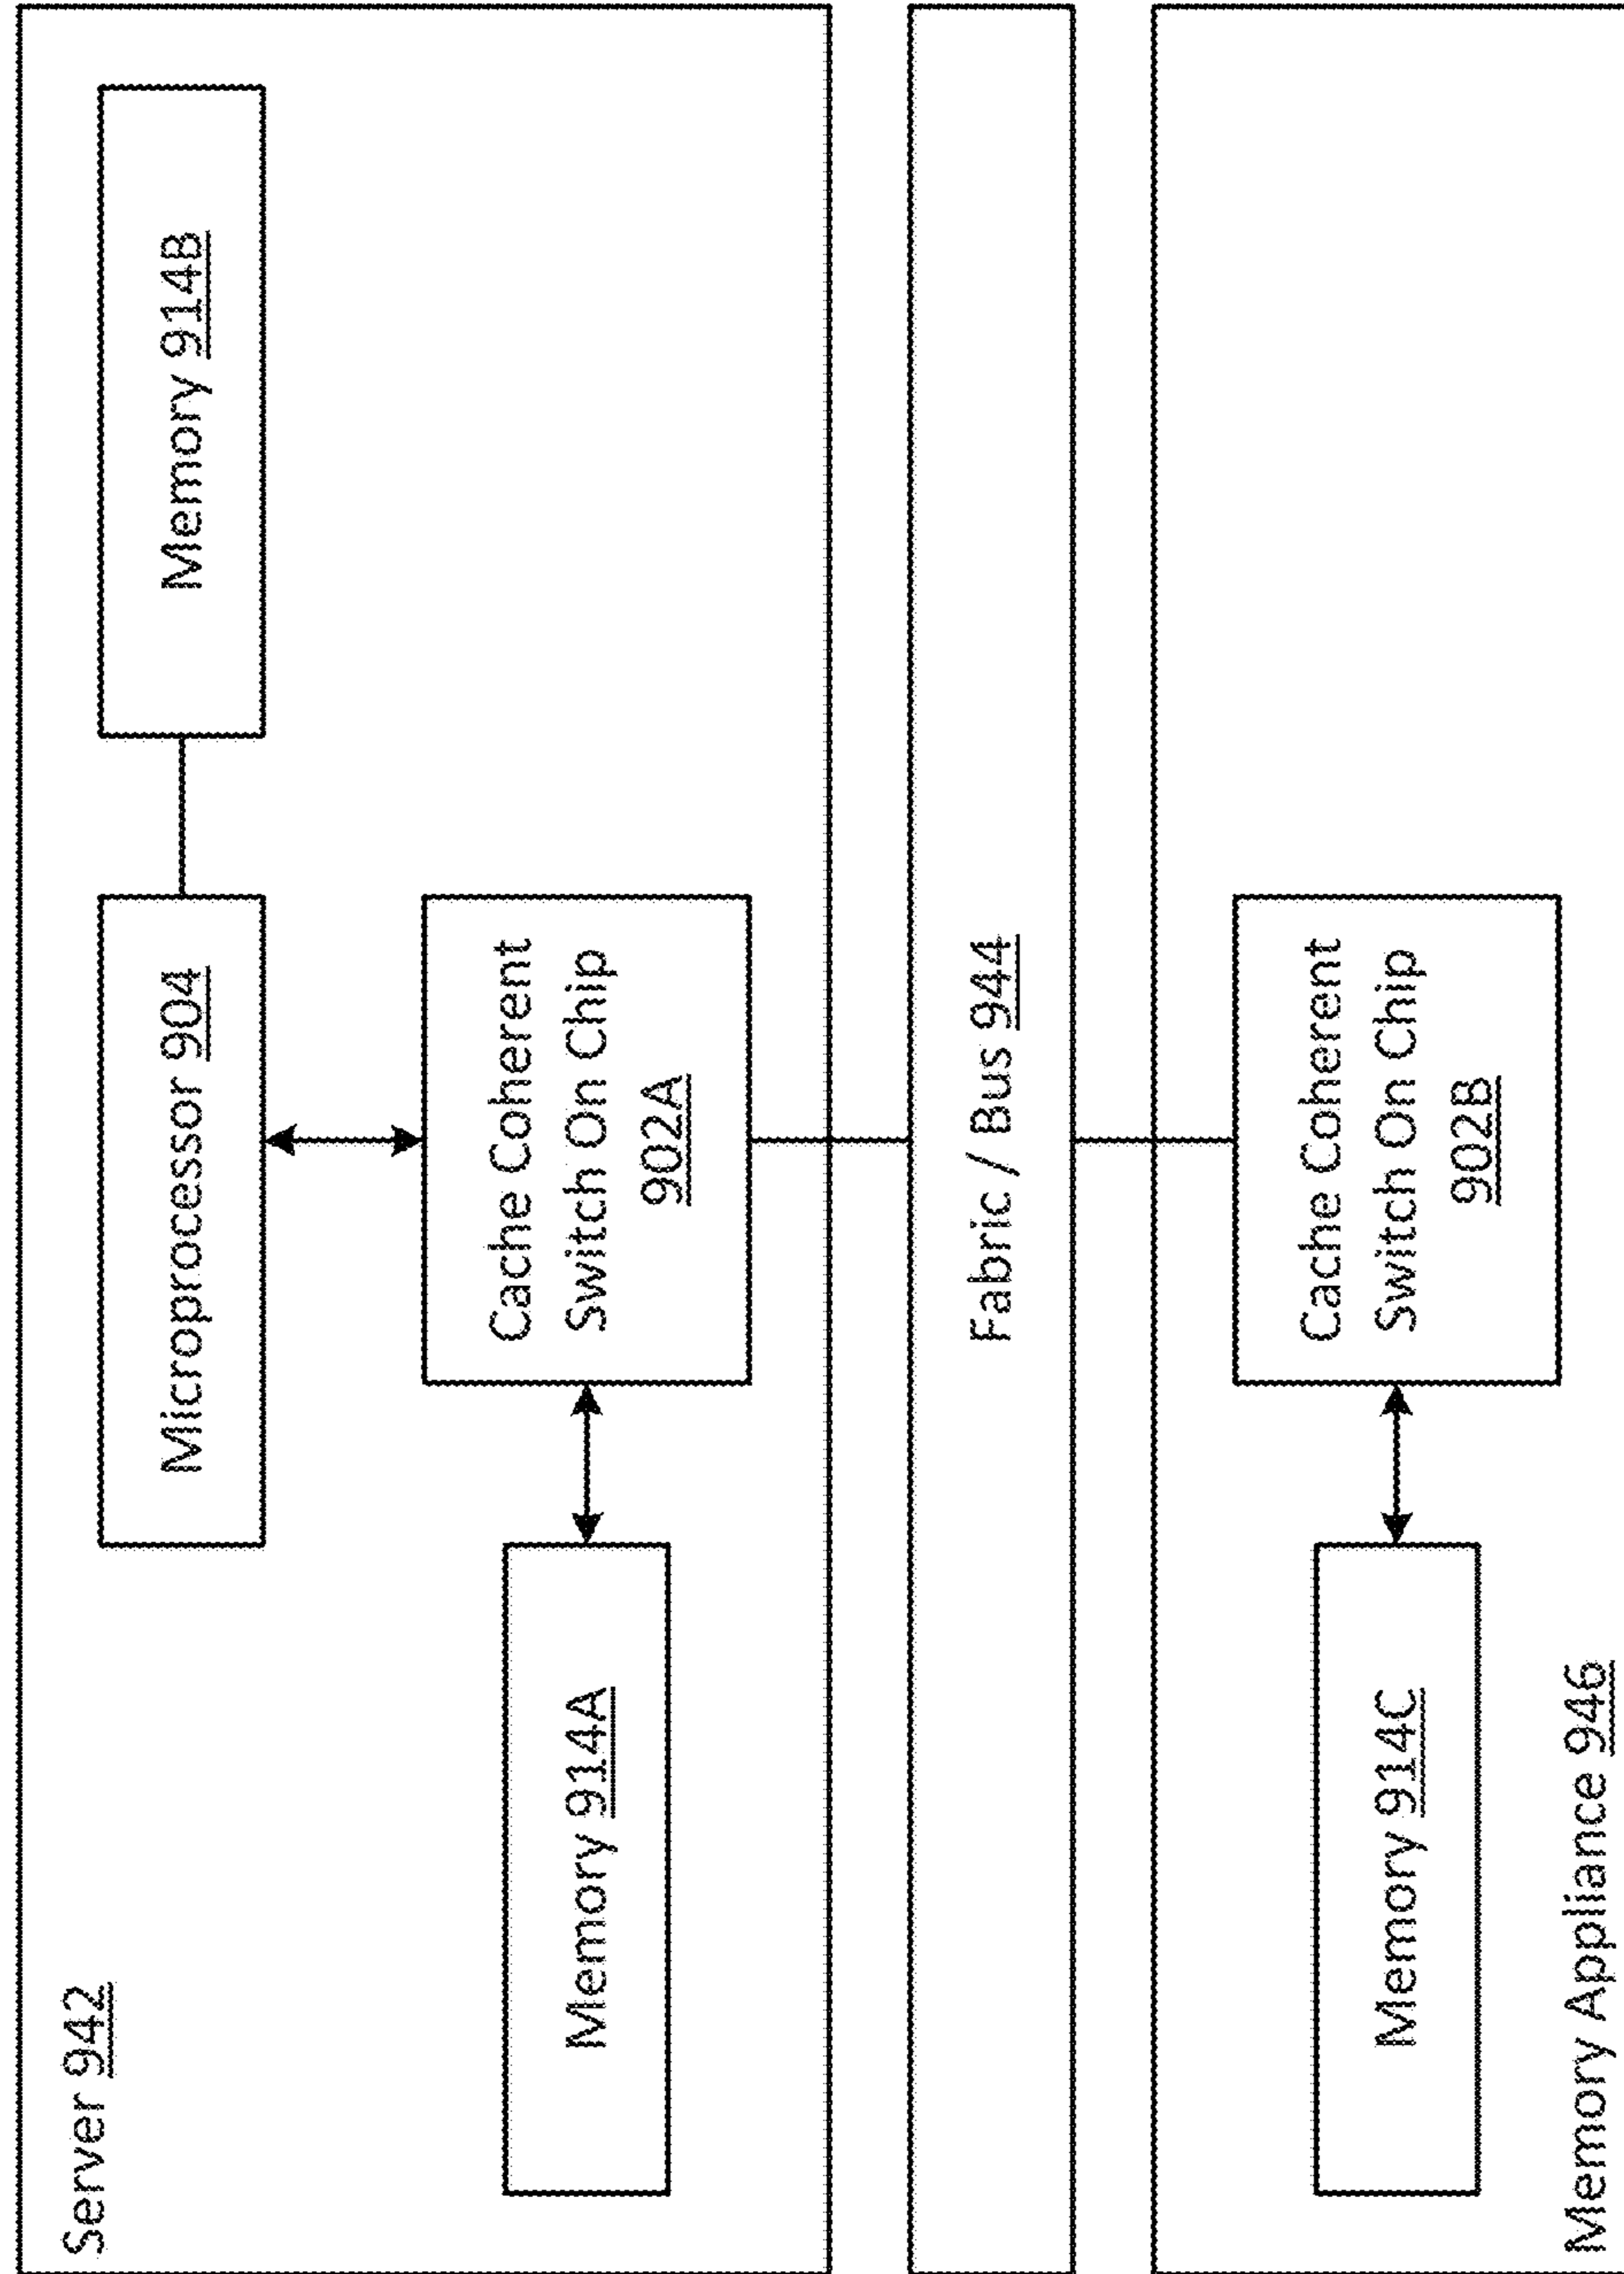 Server 942
Microprocessor 904
Memory 914B
Memory 914A
Cache Coherent
Switch On Chip
902A
Fabric / Bus 944
Memory 914C
Cache Coherent
Switch On Chip
902B
Memory Appliance 946